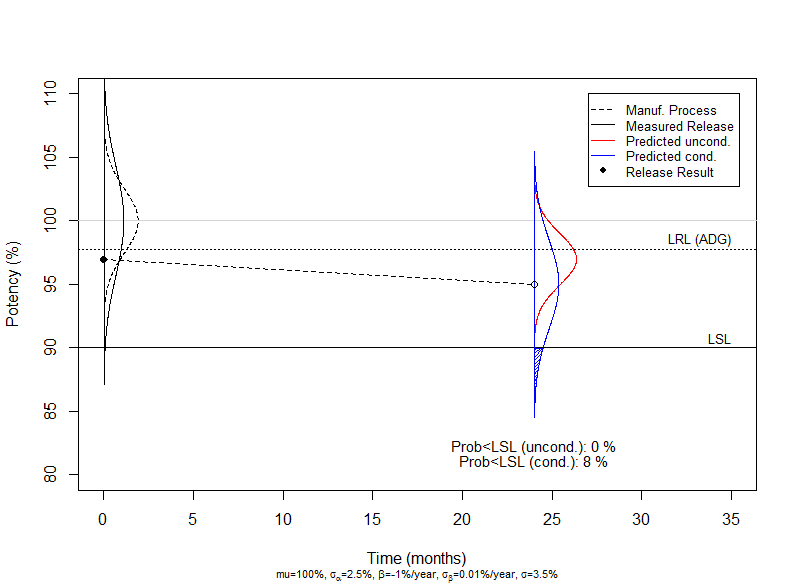 Manuf. Process
Measured Release
Predicted uncond.
Predicted cond.
Release Result
LRL (ADG)
LSL
Prob<LSL (uncond.): 0 %
Prob<LSL (cond.): 8 %
Potency (%)
110
105
100
95
90
85
80
0 5 10 15 20 25 30 35
Time (months)
mu=100%, σα=2.5%, β=-1%/year, σβ=0.01%/year, σ=3.5%